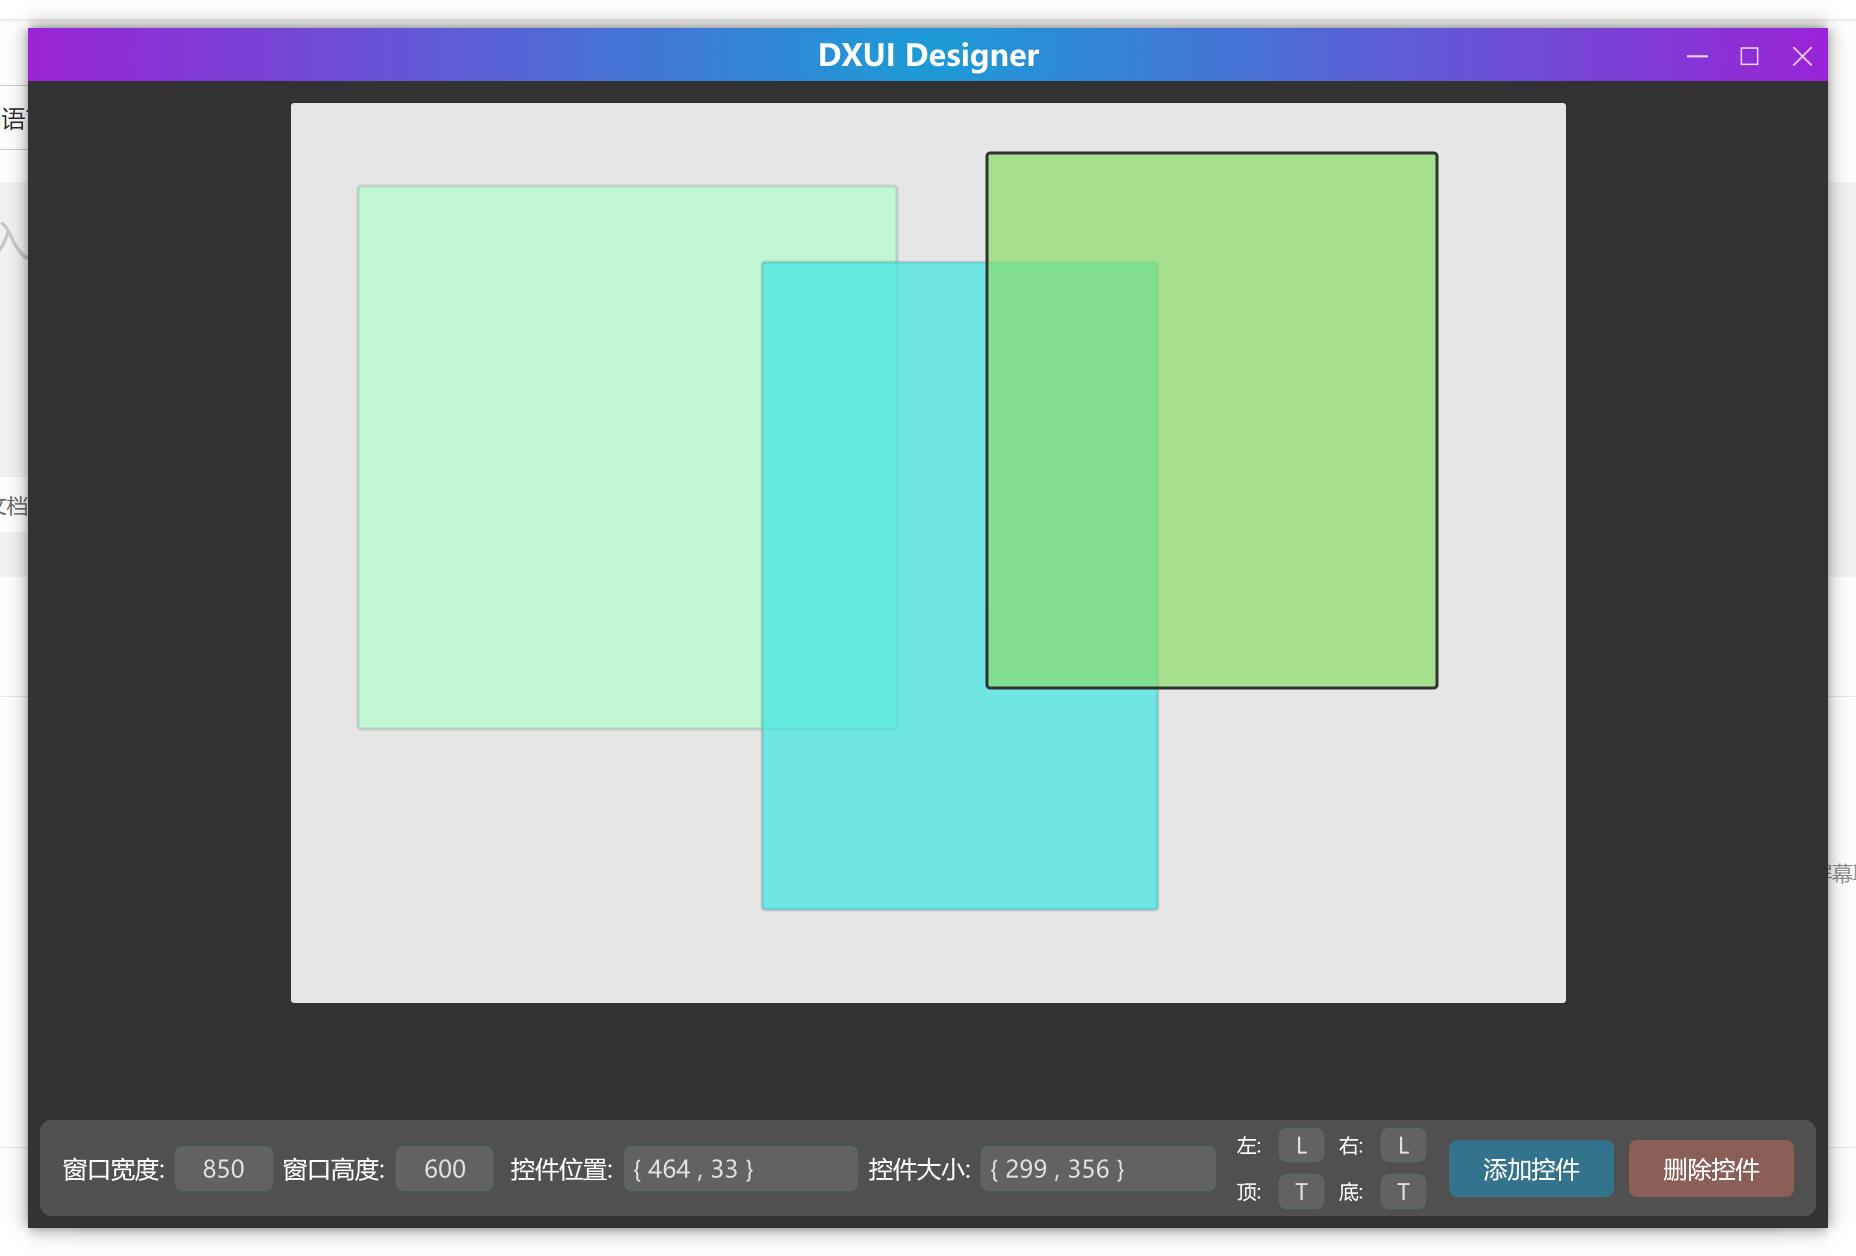 DXUI Designer
语
入
文档
幕
左: L 右: L
窗口宽度: 850 窗口高度: 600 控件位置: { 464 , 33 } 控件大小: { 299 , 356 } 添加控件 删除控件
顶: T 底: T